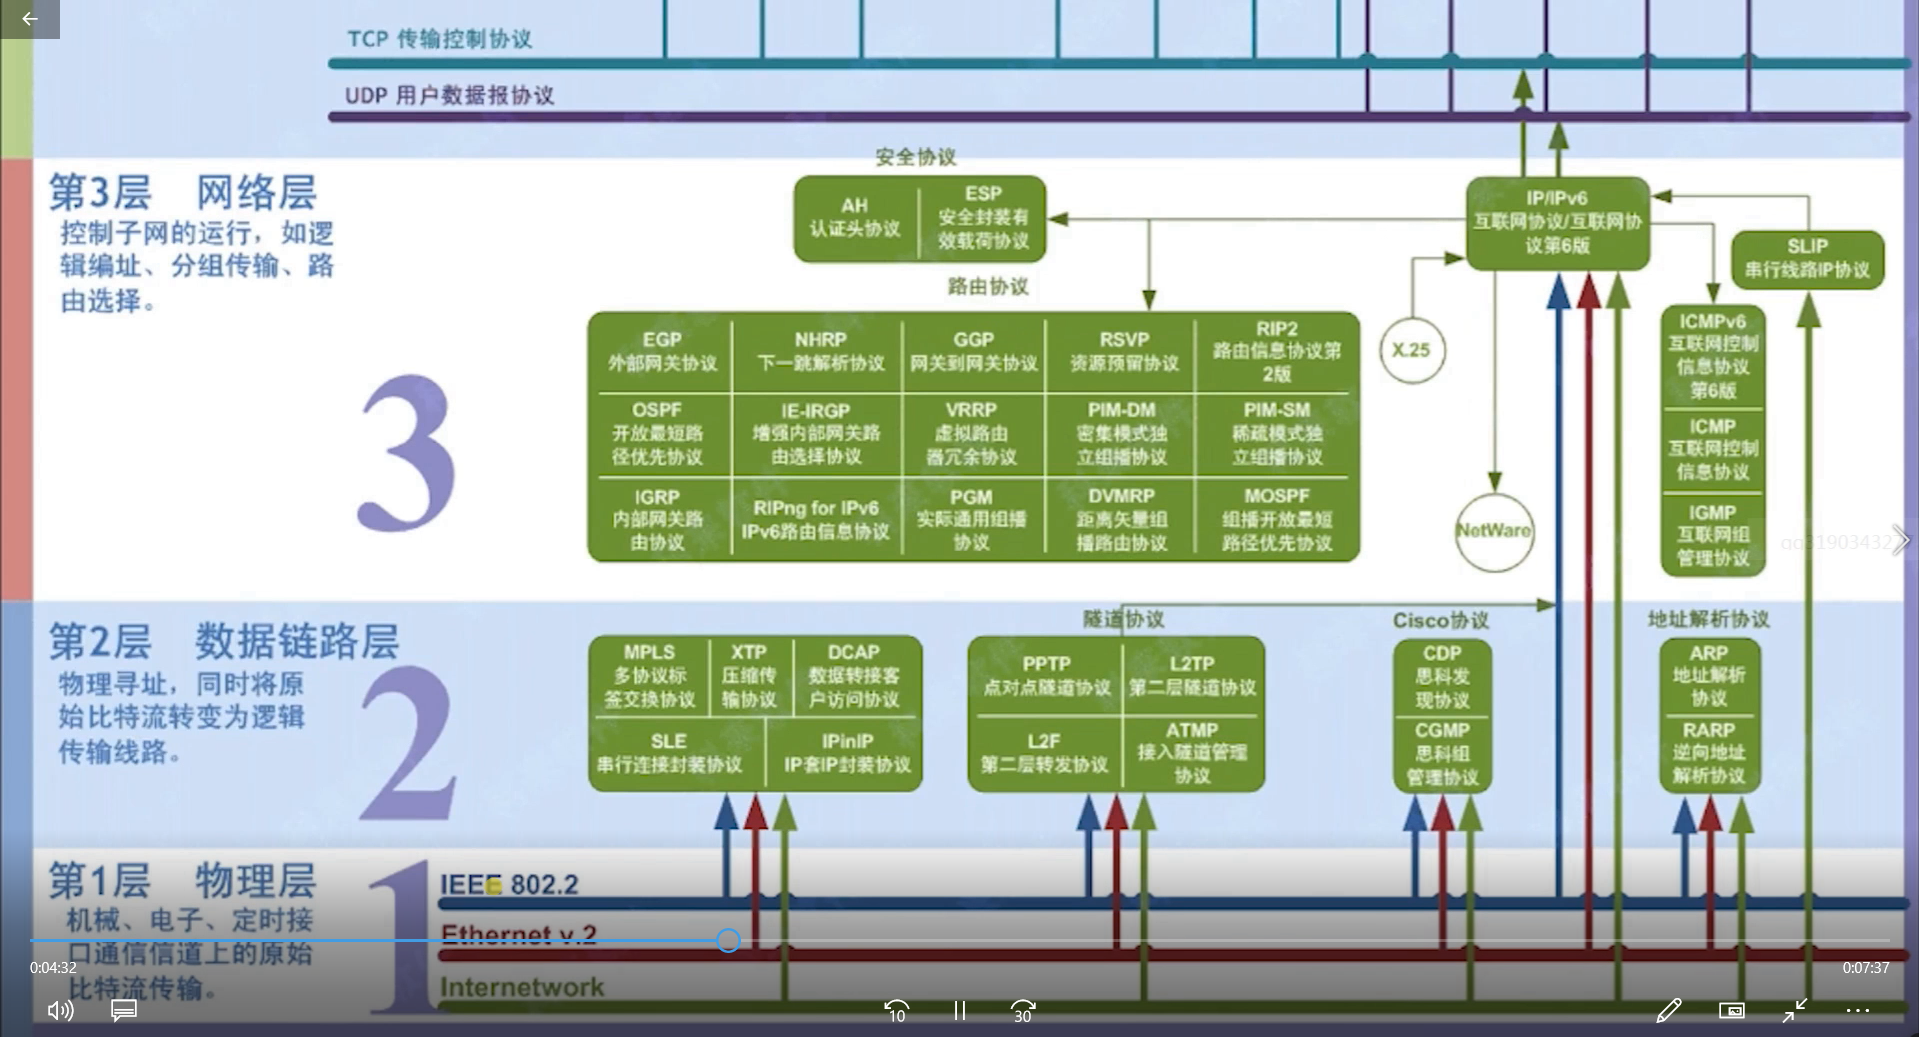 TCP 传输控制协议
UDP 用户数据报协议
第3层 网络层
控制子网的运行，如逻
辑编址、分组传输、路
由选择。
3
安全协议
AH
认证头协议
ESP
安全封装有
效载荷协议
IP/IPv6
互联网协议/互联网协
议第6版
SLIP
串行线路IP协议
路由协议
EGP
外部网关协议
NHRP
下一跳解析协议
GGP
网关到网关协议
RSVP
资源预留协议
RIP2
路由信息协议第
2版
OSPF
开放最短路
径优先协议
IE-IRGP
增强内部网关路
由选择协议
VRRP
虚拟路由
器冗余协议
PIM-DM
密集模式独
立组播协议
PIM-SM
稀疏模式独
立组播协议
IGRP
内部网关路
由协议
RIPng for IPv6
IPv6路由信息协议
PGM
实际通用组播
协议
DVMRP
距离矢量组
播路由协议
MOSPF
组播开放最短
路径优先协议
X.25
NetWare
ICMPv6
互联网控制
信息协议
第6版
ICMP
互联网控制
信息协议
IGMP
互联网组
管理协议
第2层 数据链路层
物理寻址，同时将原
始比特流转变为逻辑
传输线路。
2
MPLS
多协议标
签交换协议
XTP
压缩传
输协议
DCAP
数据转接客
户访问协议
SLE
串行连接封装协议
IPinIP
IP套IP封装协议
隧道协议
PPTP
点对点隧道协议
L2TP
第二层隧道协议
L2F
第二层转发协议
ATMP
接入隧道管理
协议
Cisco协议
CDP
思科发
现协议
CGMP
思科组
管理协议
地址解析协议
ARP
地址解析
协议
RARP
逆向地址
解析协议
第1层 物理层
机械、电子、定时接
口通信信道上的原始
比特流传输。
1
IEEE 802.2
Ethernet v.2
Internetwork
0:04:32
0:07:37
10
30